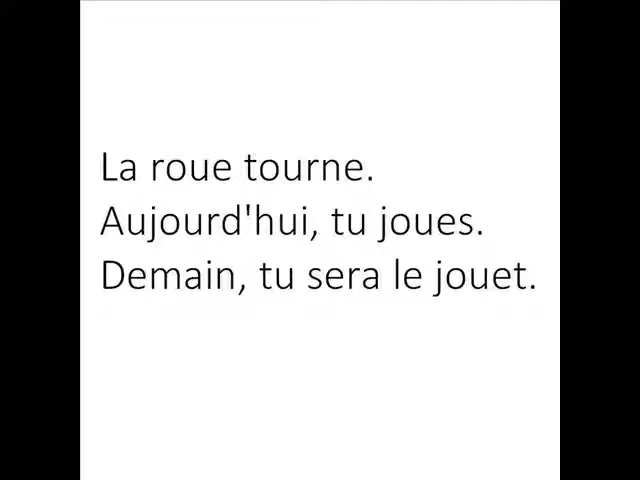 La roue tourne.
Aujourd'hui, tu joues.
Demain, tu sera le jouet.